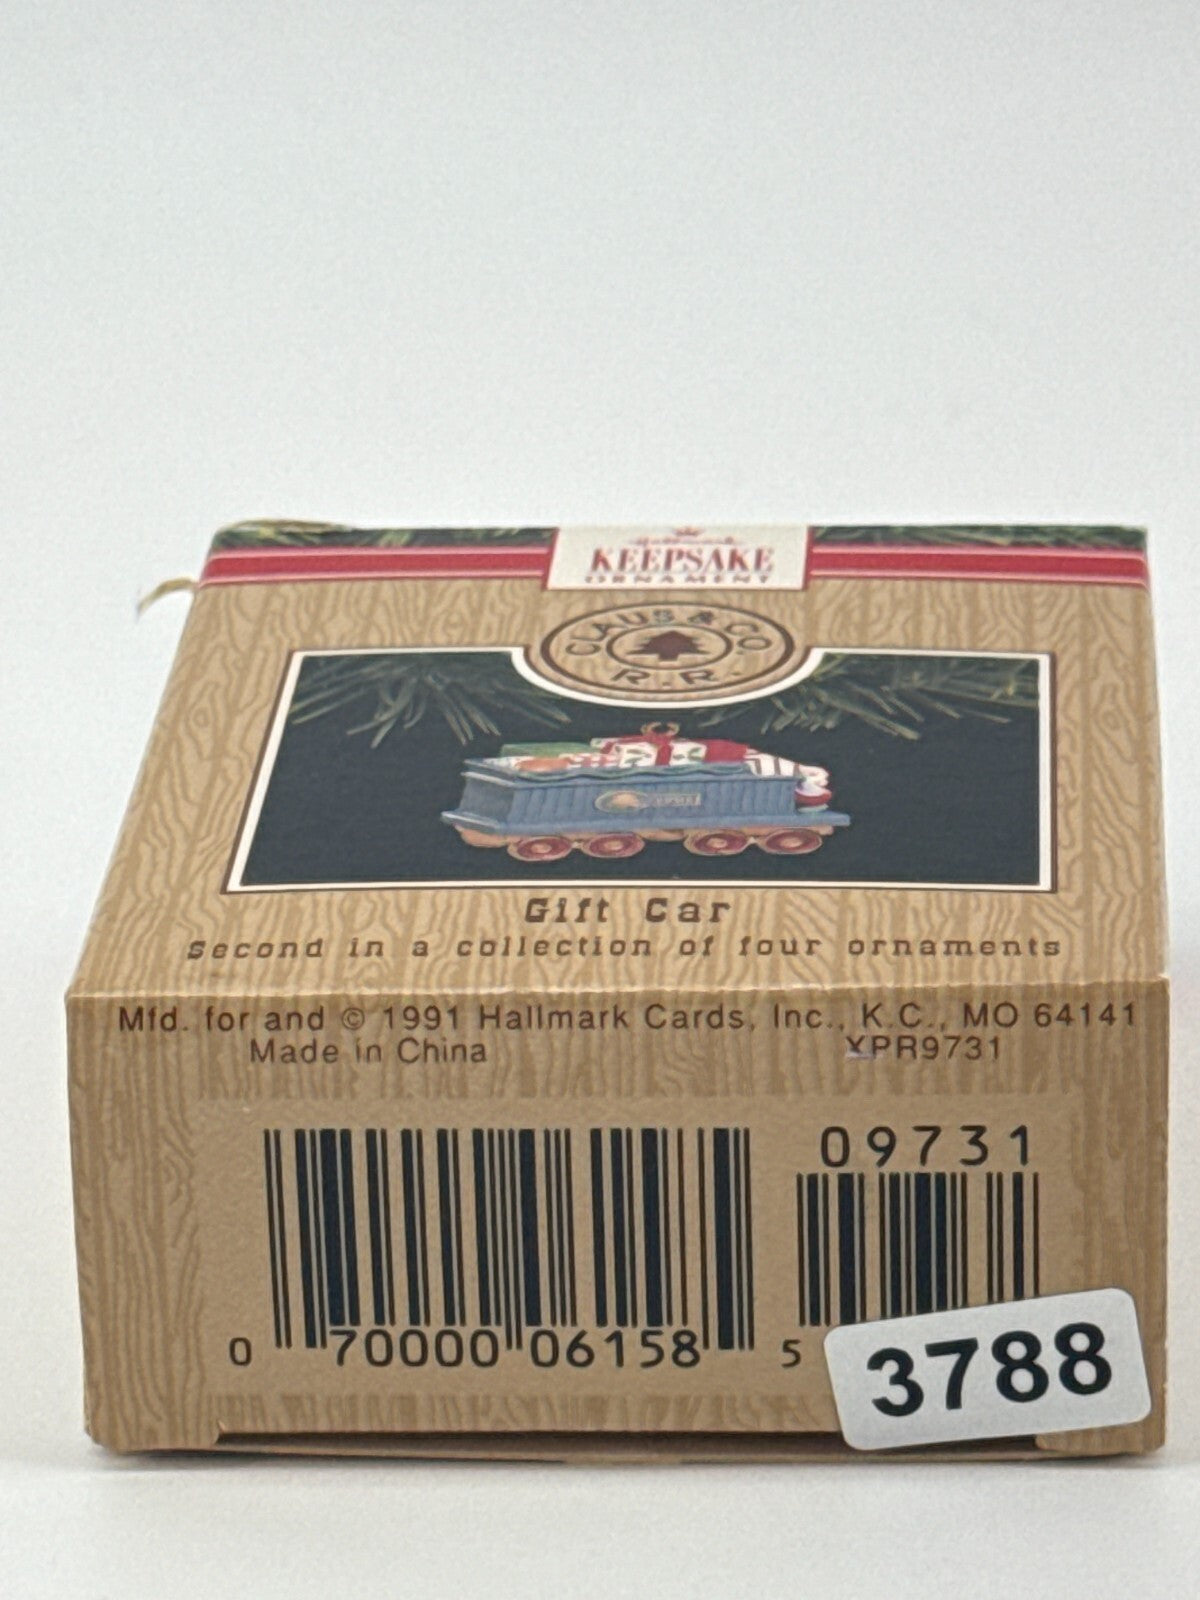 Hallmark
KEEPSAKE
ORNAMENT
CLAUS & CO.
R.R.
Gift Car
Second in a collection of four ornaments
Mfd. for and © 1991 Hallmark Cards, Inc., K.C., MO 64141
Made in China XPR9731
09731
0 70000 06158 5
3788